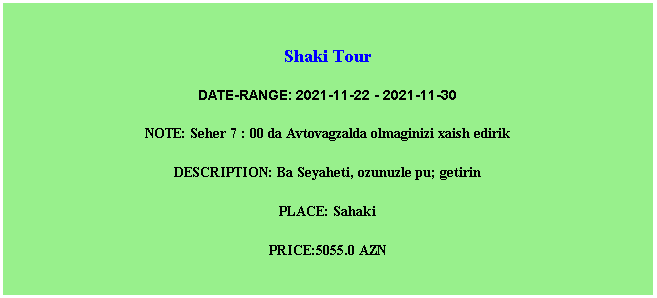 Shaki Tour
DATE-RANGE: 2021-11-22 - 2021-11-30
NOTE: Seher 7 : 00 da Avtovagzalda olmaginizi xaish edirik
DESCRIPTION: Ba Seyaheti, ozunuzle pu; getirin
PLACE: Sahaki
PRICE:5055.0 AZN